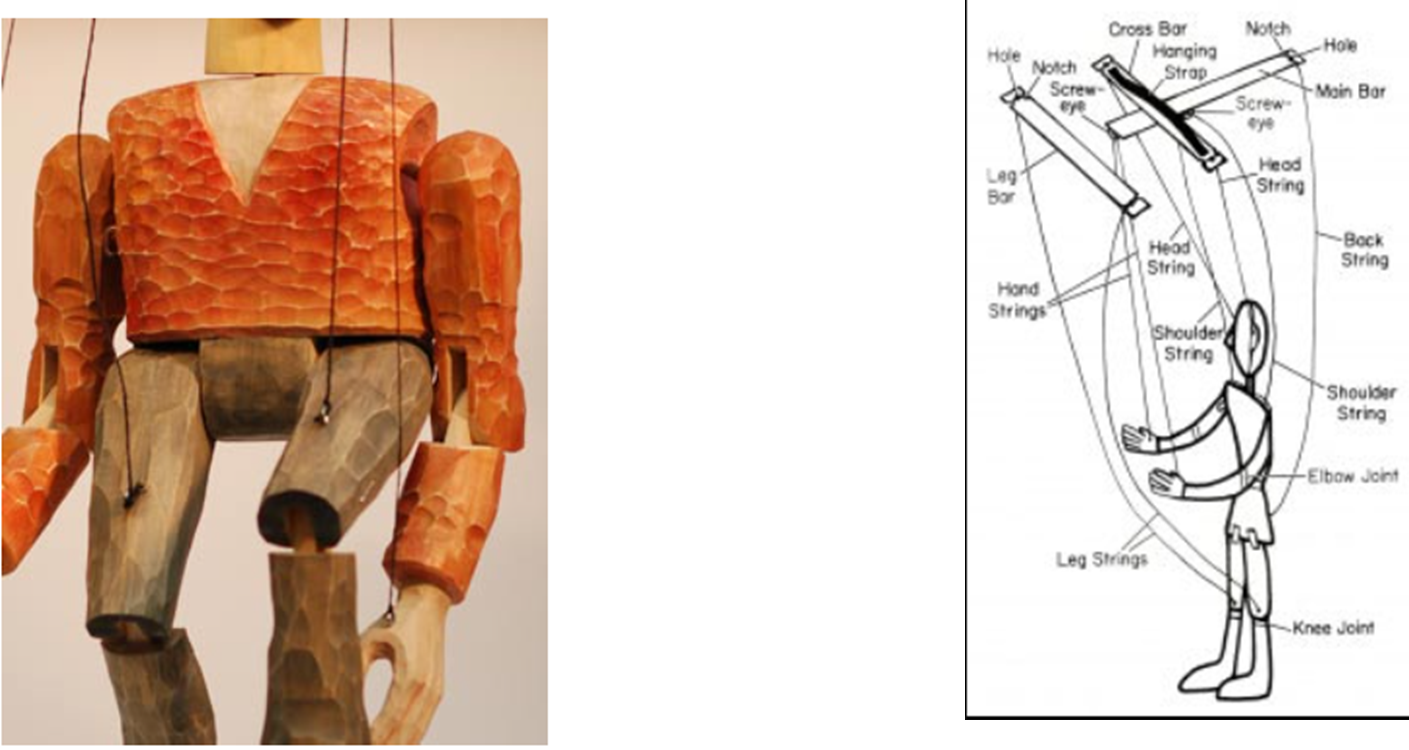 Cross Bar
Notch
Hole
Hanging
Strap
Hole
Notch
Screw-
eye
Main Bar
Screw-
eye
Leg
Bar
Head
String
Head
String
Back
String
Hand
Strings
Shoulder
String
Shoulder
String
Elbow Joint
Leg Strings
Knee Joint